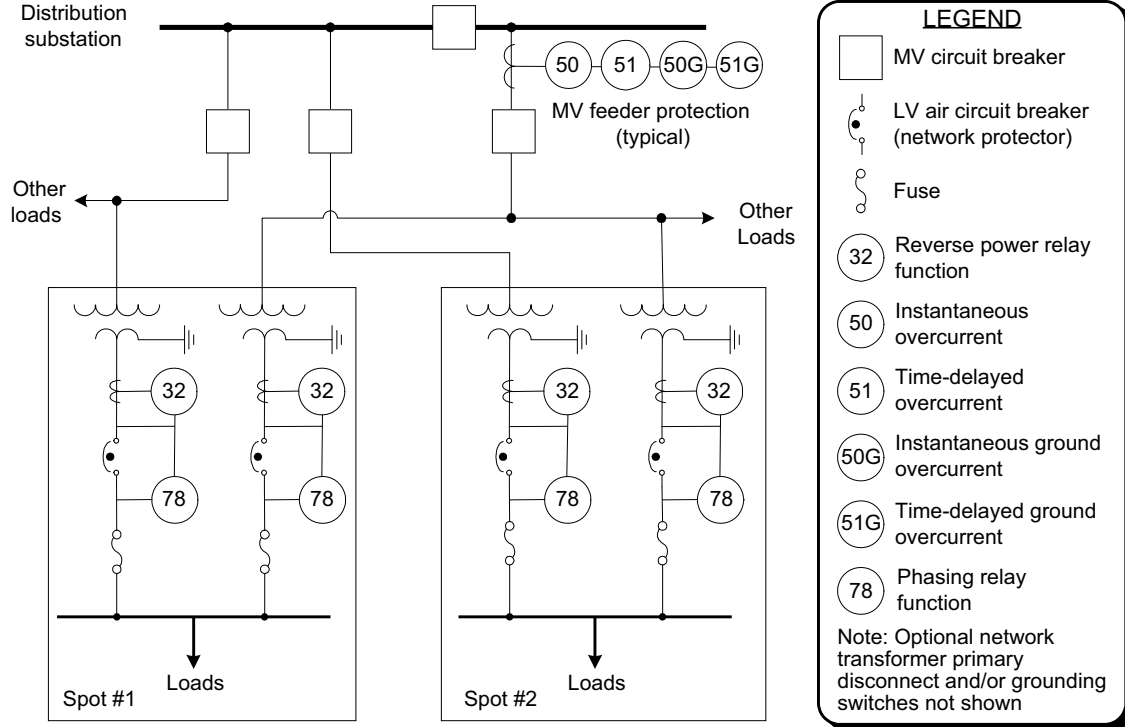 Distribution
substation
50
51
50G
51G
MV feeder protection
(typical)
Other
loads
Other
Loads
32
32
78
78
Loads
Spot #1
32
32
78
78
Loads
Spot #2
LEGEND
MV circuit breaker
LV air circuit breaker
(network protector)
Fuse
32
Reverse power relay
function
50
Instantaneous
overcurrent
51
Time-delayed
overcurrent
50G
Instantaneous ground
overcurrent
51G
Time-delayed ground
overcurrent
78
Phasing relay
function
Note: Optional network
transformer primary
disconnect and/or grounding
switches not shown